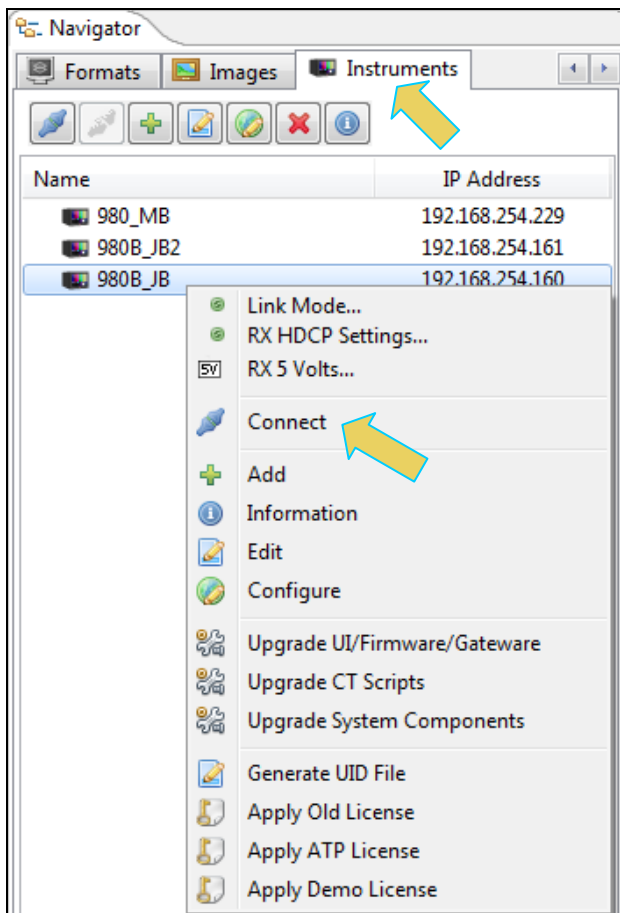 Navigator
Formats Images Instruments
Name IP Address
980_MB 192.168.254.229
980B_JB2 192.168.254.161
980B_JB 192.168.254.160
Link Mode...
RX HDCP Settings...
5V RX 5 Volts...
Connect
Add
Information
Edit
Configure
Upgrade UI/Firmware/Gateware
Upgrade CT Scripts
Upgrade System Components
Generate UID File
Apply Old License
Apply ATP License
Apply Demo License